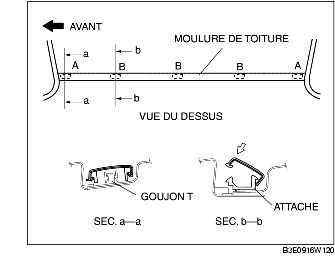 AVANT
a b
MOULURE DE TOITURE
A B B B A
a b
VUE DU DESSUS
GOUJON T
ATTACHE
SEC. a—a SEC. b—b
B3E0916W120